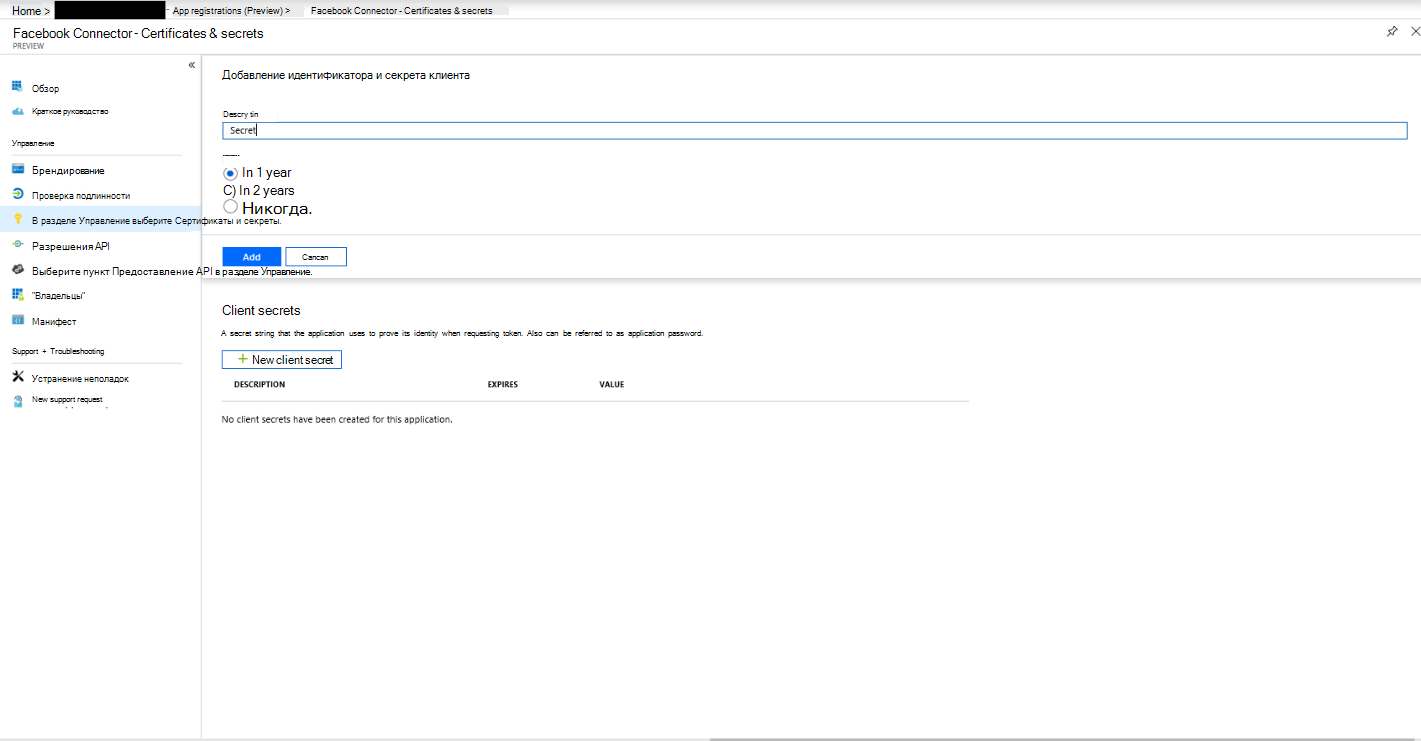 Home > App registrations (Preview) > Facebook Connector - Certificates & secrets
Facebook Connector - Certificates & secrets
PREVIEW
«
Обзор
Краткое руководство
Управление
Брендирование
Проверка подлинности
В разделе Управление выберите Сертификаты и секреты.
Разрешения API
Выберите пункт Предоставление API в разделе Управление.
"Владельцы"
Манифест
Support + Troubleshooting
Устранение неполадок
New support request
Добавление идентификатора и секрета клиента
Descry tin
Secret
In 1 year
C) In 2 years
Никогда.
Add
Cancan
Client secrets
A secret string that the application uses to prove its identity when requesting token. Also can be referred to as application password.
+ New client secret
DESCRIPTION EXPIRES VALUE
No client secrets have been created for this application.